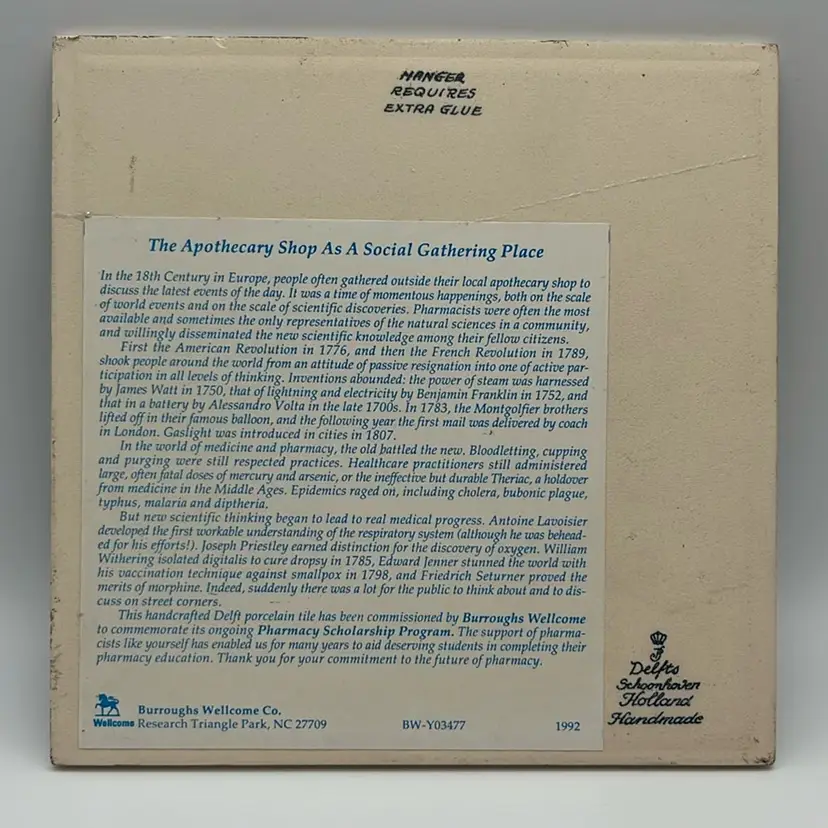 HANGER
REQUIRES
EXTRA GLUE
The Apothecary Shop As A Social Gathering Place
In the 18th Century in Europe, people often gathered outside their local apothecary shop to
discuss the latest events of the day. It was a time of momentous happenings, both on the scale
of world events and on the scale of scientific discoveries. Pharmacists were often the most
available and sometimes the only representatives of the natural sciences in a community,
and willingly disseminated the new scientific knowledge among their fellow citizens.
First the American Revolution in 1776, and then the French Revolution in 1789,
shook people around the world from an attitude of passive resignation into one of active par-
ticipation in all levels of thinking. Inventions abounded: the power of steam was harnessed
by James Watt in 1750, that of lightning and electricity by Benjamin Franklin in 1752, and
that in a battery by Alessandro Volta in the late 1700s. In 1783, the Montgolfier brothers
lifted off in their famous balloon, and the following year the first mail was delivered by coach
in London. Gaslight was introduced in cities in 1807.
In the world of medicine and pharmacy, the old battled the new. Bloodletting, cupping
and purging were still respected practices. Healthcare practitioners still administered
large, often fatal doses of mercury and arsenic, or the ineffective but durable Theriac, a holdover
from medicine in the Middle Ages. Epidemics raged on, including cholera, bubonic plague,
typhus, malaria and diptheria.
But new scientific thinking began to lead to real medical progress. Antoine Lavoisier
developed the first workable understanding of the respiratory system (although he was behead-
ed for his efforts!). Joseph Priestley earned distinction for the discovery of oxygen. William
Withering isolated digitalis to cure dropsy in 1785, Edward Jenner stunned the world with
his vaccination technique against smallpox in 1798, and Friedrich Seturner proved the
merits of morphine. Indeed, suddenly there was a lot for the public to think about and to dis-
cuss on street corners.
This handcrafted Delft porcelain tile has been commissioned by Burroughs Wellcome
to commemorate its ongoing Pharmacy Scholarship Program. The support of pharma-
cists like yourself has enabled us for many years to aid deserving students in completing their
pharmacy education. Thank you for your commitment to the future of pharmacy.
Burroughs Wellcome Co.
Wellcome Research Triangle Park, NC 27709 BW-Y03477 1992
Delfts
Schoonhoven
Holland
Handmade